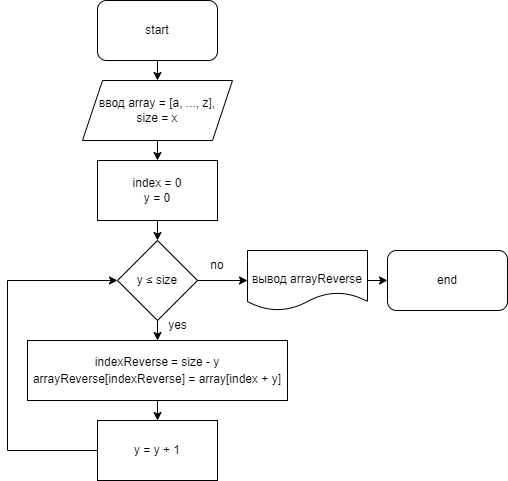 start
ввод array = [a, ..., z],
size = x
index = 0
y = 0
y ≤ size
no
вывод arrayReverse
end
yes
indexReverse = size - y
arrayReverse[indexReverse] = array[index + y]
y = y + 1